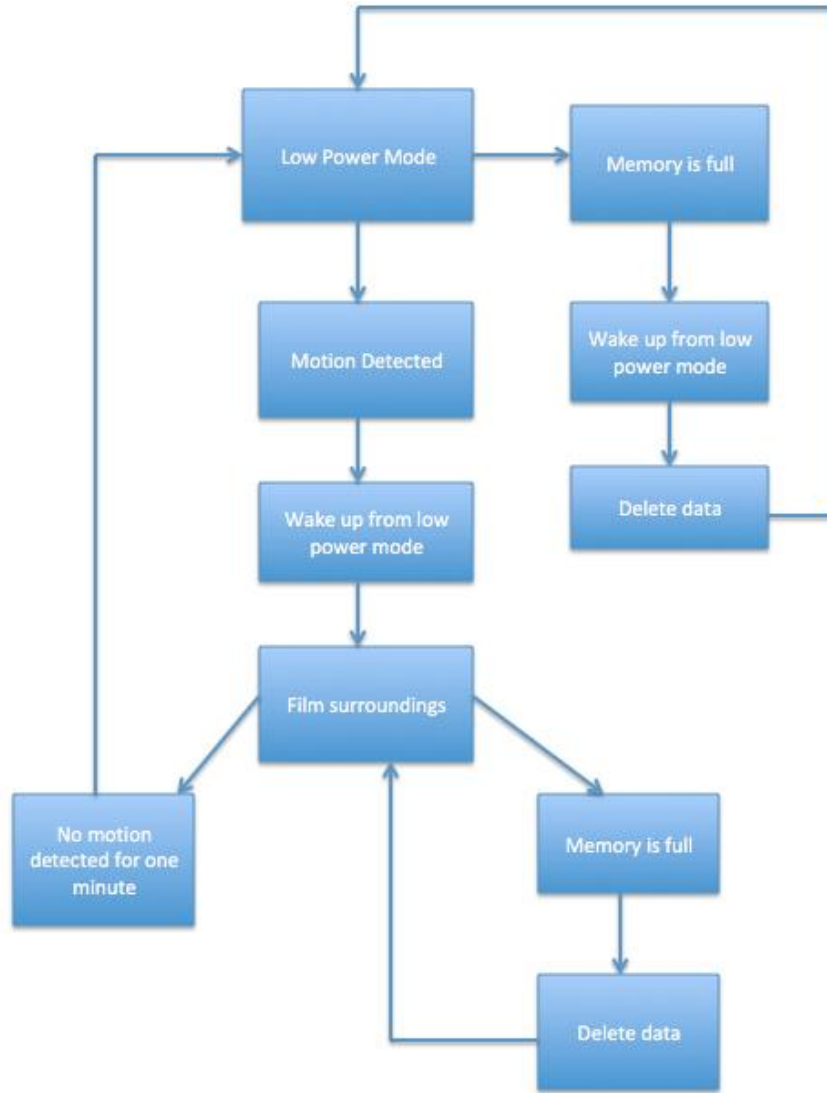 Low Power Mode
Memory is full
Motion Detected
Wake up from low
power mode
Wake up from low
power mode
Delete data
Film surroundings
No motion
detected for one
minute
Memory is full
Delete data